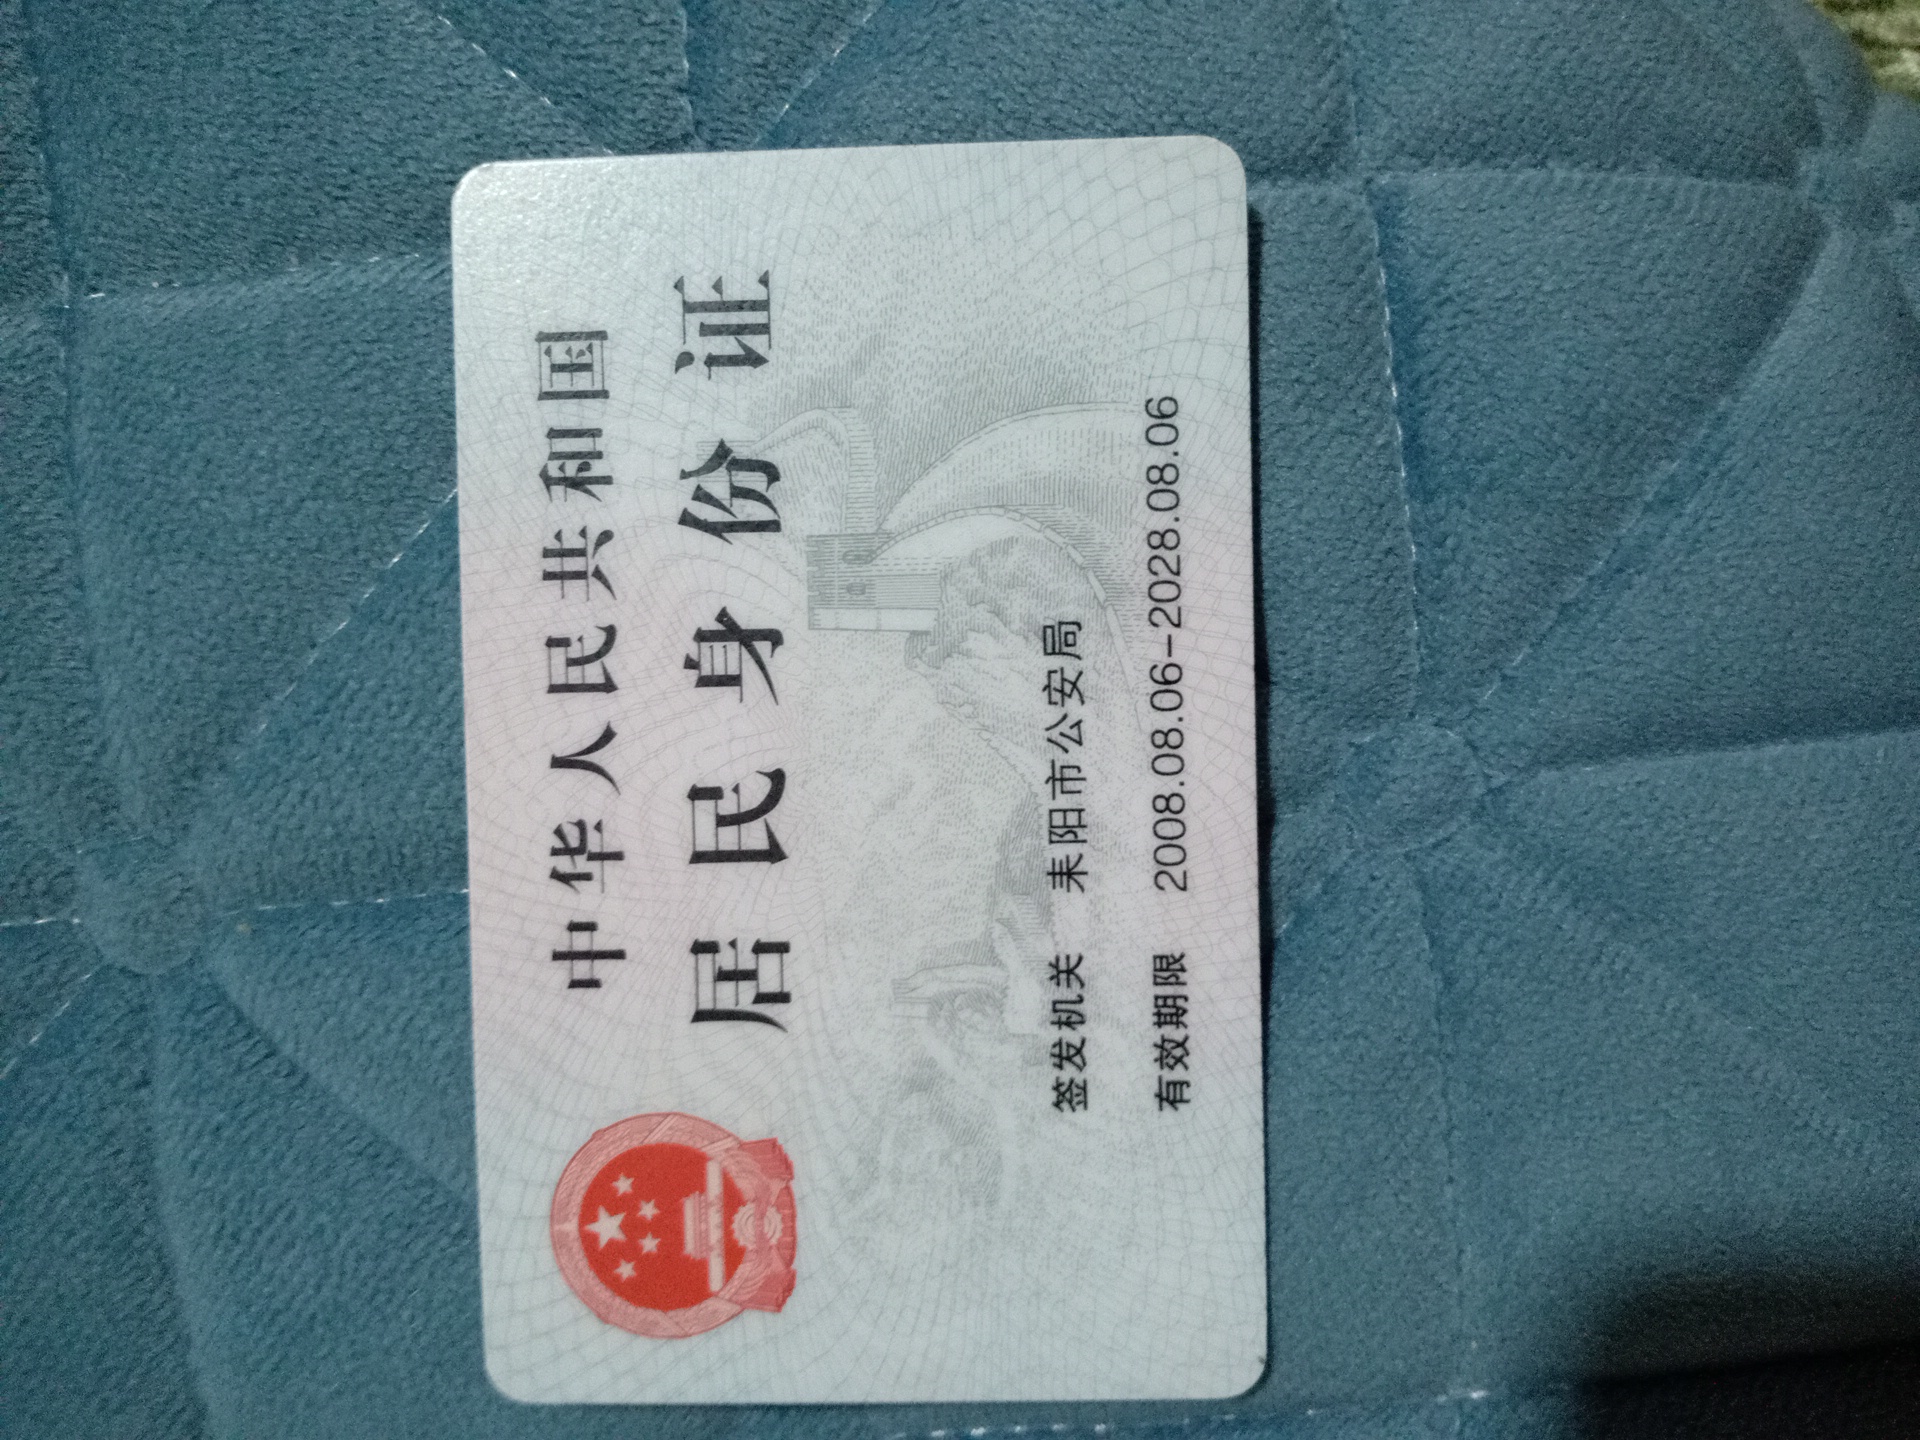 中华人民共和国
居民身份证
签发机关 耒阳市公安局
有效期限 2008.08.06-2028.08.06